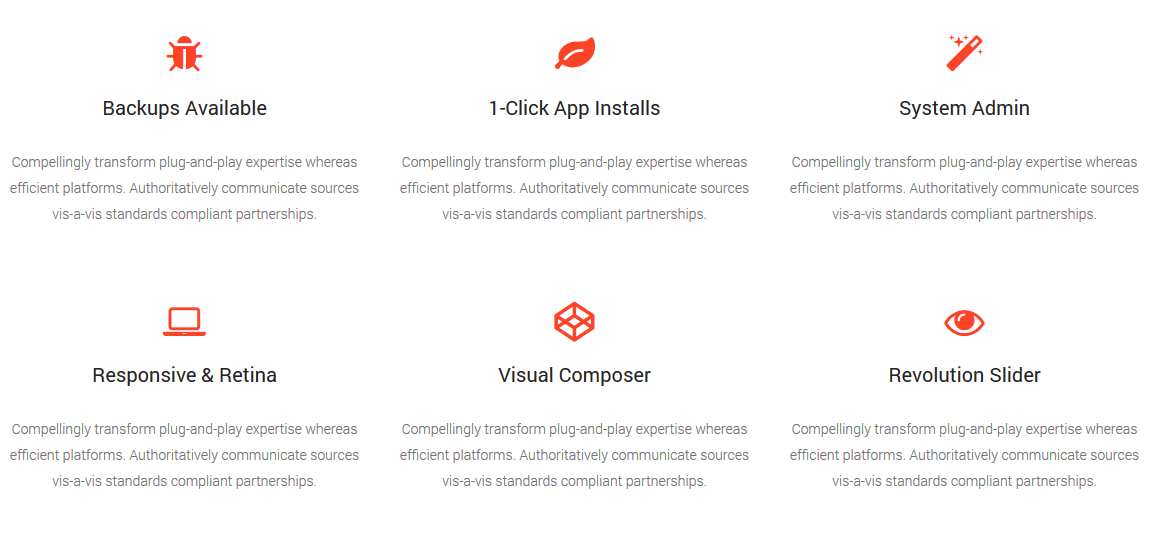 Backups Available
Compellingly transform plug-and-play expertise whereas
efficient platforms. Authoritatively communicate sources
vis-a-vis standards compliant partnerships.
1-Click App Installs
Compellingly transform plug-and-play expertise whereas
efficient platforms. Authoritatively communicate sources
vis-a-vis standards compliant partnerships.
System Admin
Compellingly transform plug-and-play expertise whereas
efficient platforms. Authoritatively communicate sources
vis-a-vis standards compliant partnerships.
Responsive & Retina
Compellingly transform plug-and-play expertise whereas
efficient platforms. Authoritatively communicate sources
vis-a-vis standards compliant partnerships.
Visual Composer
Compellingly transform plug-and-play expertise whereas
efficient platforms. Authoritatively communicate sources
vis-a-vis standards compliant partnerships.
Revolution Slider
Compellingly transform plug-and-play expertise whereas
efficient platforms. Authoritatively communicate sources
vis-a-vis standards compliant partnerships.